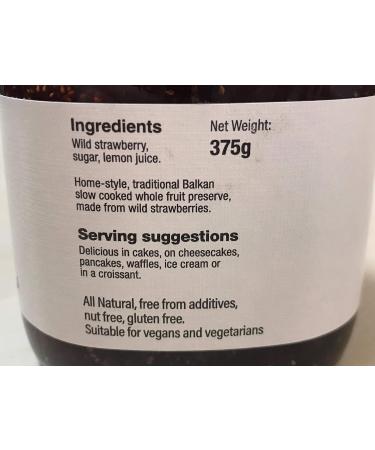 Ingredients
Wild strawberry,
sugar, lemon juice.
Net Weight:
375g
Home-style, traditional Balkan
slow cooked whole fruit preserve,
made from wild strawberries.
Serving suggestions
Delicious in cakes, on cheesecakes,
pancakes, waffles, ice cream or
in a croissant.
All Natural, free from additives,
nut free, gluten free.
Suitable for vegans and vegetarians